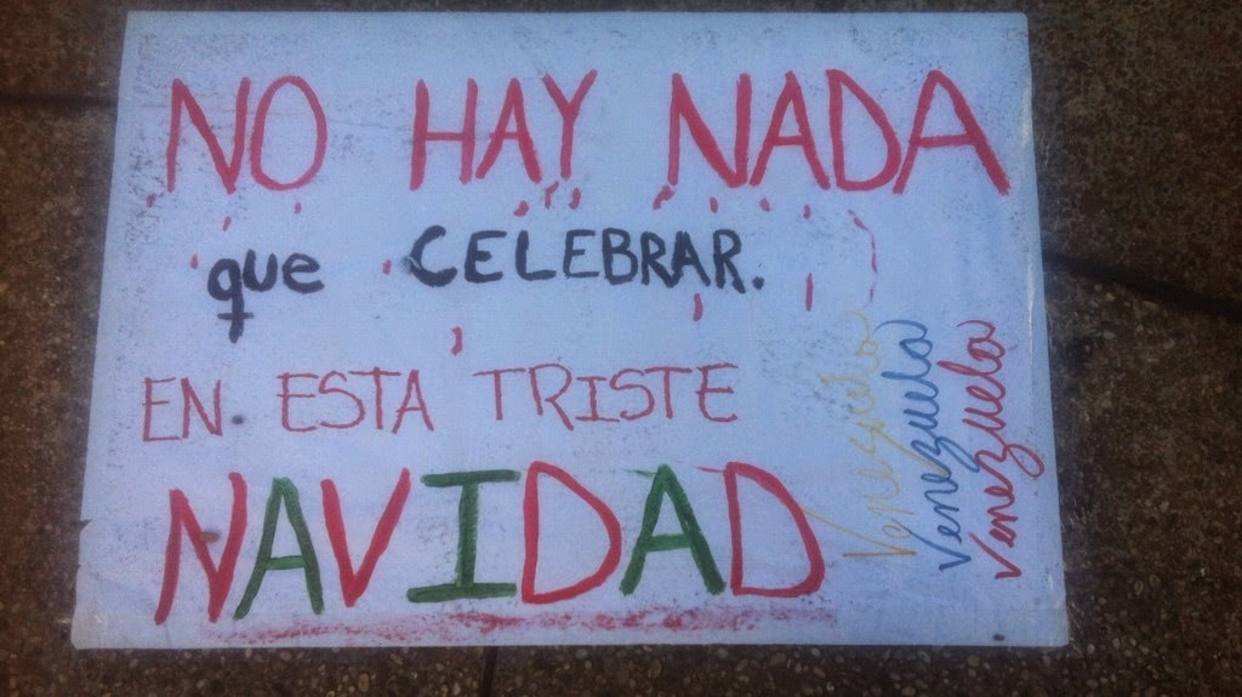 NO HAY NADA
que CELEBRAR.
EN ESTA TRISTE
NAVIDAD
Venezuela
Venezuela
Venezuela